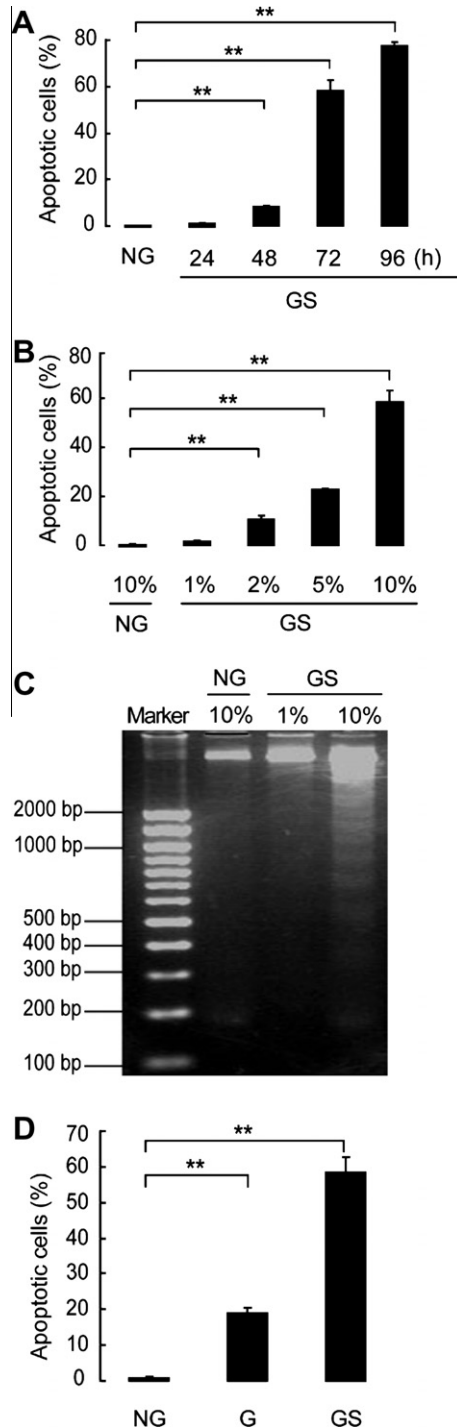 A
Apoptotic cells (%)
80
60
40
20
0
**
**
**
NG 24 48 72 96 (h)
GS
B
Apoptotic cells (%)
80
60
40
20
0
**
**
**
10% 1% 2% 5% 10%
NG GS
C
NG GS
Marker 10% 1% 10%
2000 bp
1000 bp
500 bp
400 bp
300 bp
200 bp
100 bp
D
Apoptotic cells (%)
70
60
50
40
30
20
10
0
**
**
NG G GS